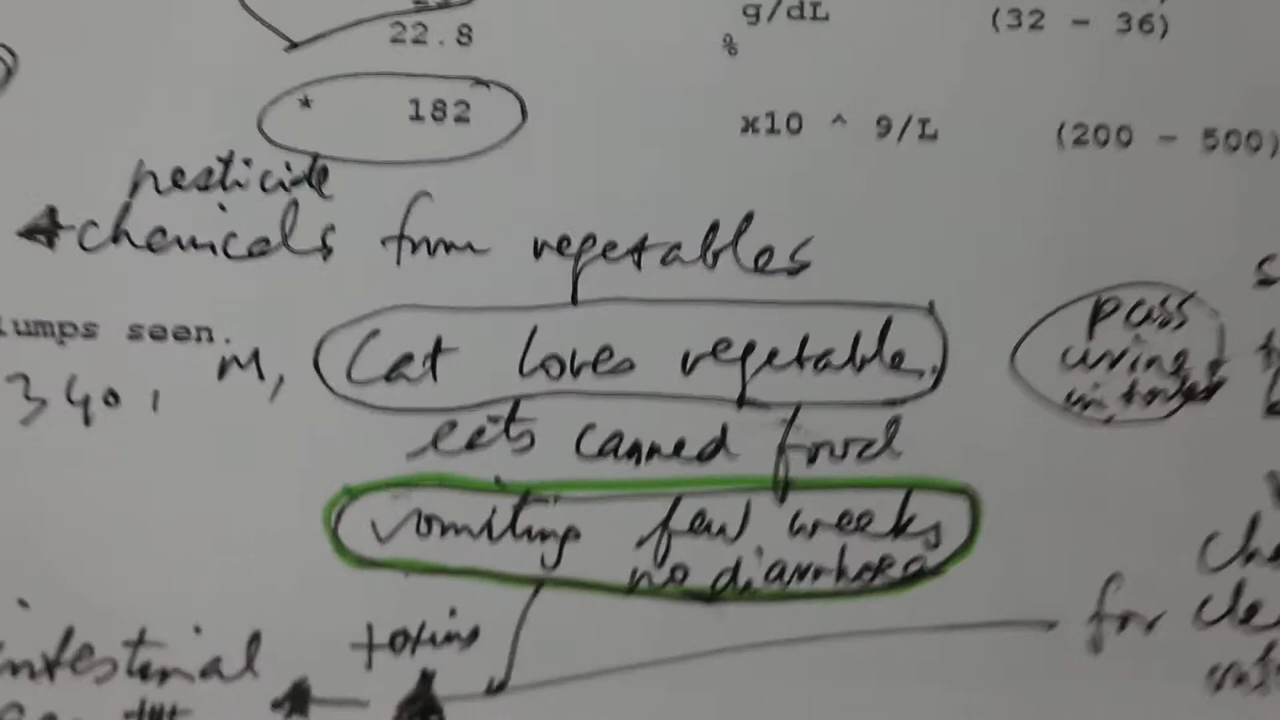 22.8 % g/dL (32 - 36)
* 182 x10 ^ 9/L (200 - 500)
pesticide
chemicals from vegetables
lumps seen.
M, Cat loves vegetable.
eats canned food
vomiting few weeks
no diarrhoea
pass
urine
toxins
intestinal
for